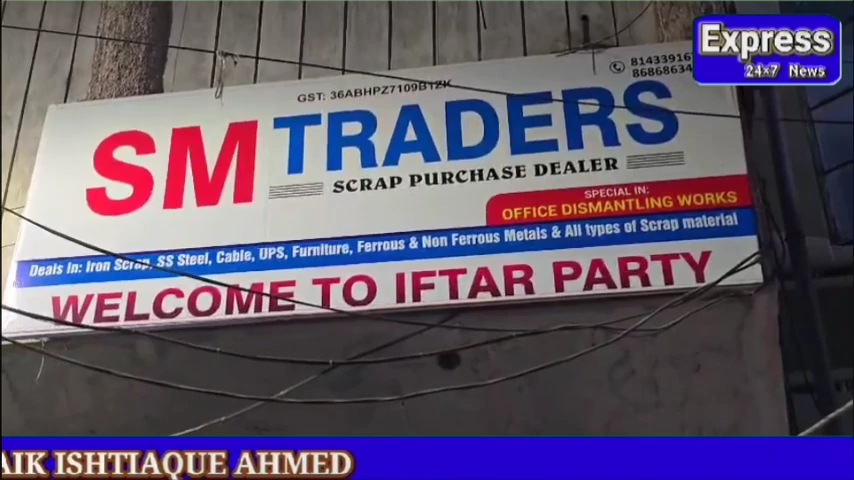 Express
24x7 News
GST: 36ABHPZ7109B1ZK
SM TRADERS
SCRAP PURCHASE DEALER
SPECIAL IN:
OFFICE DISMANTLING WORKS
Deals in: Iron Scrap, SS Steel, Cable, UPS, Furniture, Ferrous & Non Ferrous Metals & All types of Scrap material
WELCOME TO IFTAR PARTY
AIK ISHTIAQUE AHMED